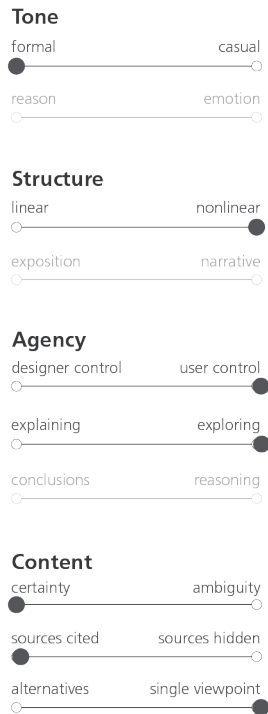 Tone
formal casual
reason emotion
Structure
linear nonlinear
exposition narrative
Agency
designer control user control
explaining exploring
conclusions reasoning
Content
certainty ambiguity
sources cited sources hidden
alternatives single viewpoint